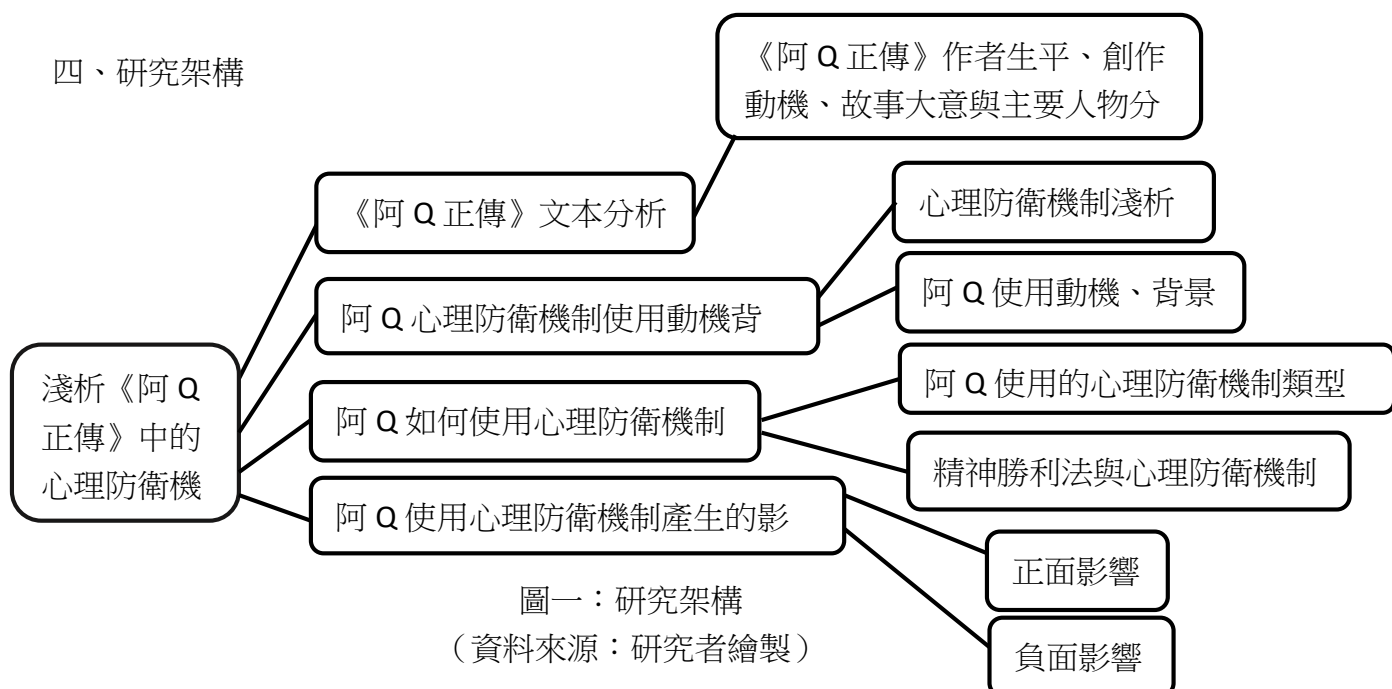 四、研究架構
《阿 Q 正傳》作者生平、創作
動機、故事大意與主要人物分
《阿 Q 正傳》文本分析
心理防衛機制淺析
阿 Q 心理防衛機制使用動機背
阿 Q 使用動機、背景
淺析《阿 Q
正傳》中的
心理防衛機
阿 Q 如何使用心理防衛機制
阿 Q 使用的心理防衛機制類型
精神勝利法與心理防衛機制
阿 Q 使用心理防衛機制產生的影
正面影響
負面影響
圖一：研究架構
（資料來源：研究者繪製）